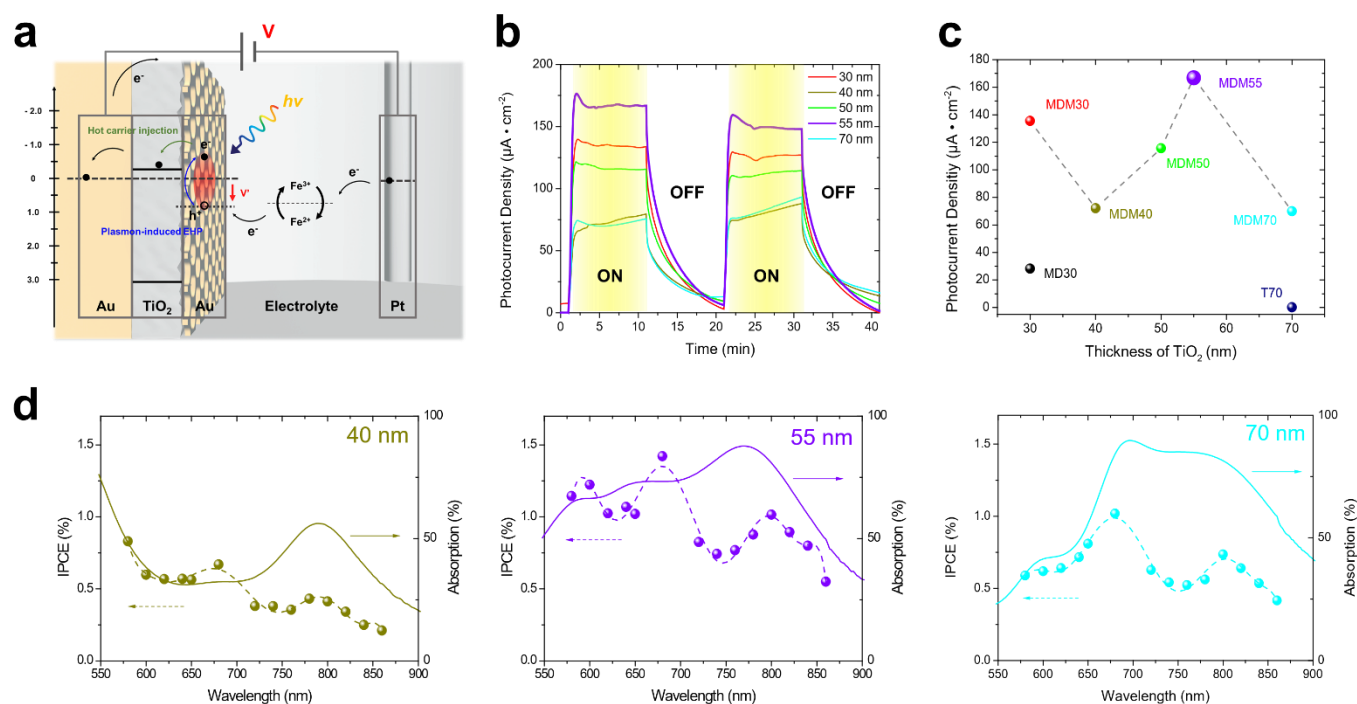 a
V
e-
hν
-2.0
-1.0
0
1.0
2.0
3.0
Hot carrier injection
e-
V+
h+
Plasmon-induced EHP
Fe3+
Fe2+
e-
e-
Au
TiO2
Au
Electrolyte
Pt
b
Photocurrent Density (µA • cm-2)
200
150
100
50
0
30 nm
40 nm
50 nm
55 nm
70 nm
OFF
OFF
ON
ON
0 5 10 15 20 25 30 35 40
Time (min)
c
Photocurrent Densitiy (µA • cm-2)
180
160
140
120
100
80
60
40
20
0
MDM55
MDM30
MDM50
MDM40
MDM70
MD30
T70
30 40 50 60 70
Thickness of TiO2 (nm)
d
40 nm
IPCE (%)
1.5
1.0
0.5
0.0
100
50
0
Absorption (%)
550 600 650 700 750 800 850 900
Wavelength (nm)
55 nm
IPCE (%)
1.5
1.0
0.5
0.0
100
50
0
Absorption (%)
550 600 650 700 750 800 850 900
Wavelength (nm)
70 nm
IPCE (%)
1.5
1.0
0.5
0.0
100
50
0
Absorption (%)
550 600 650 700 750 800 850 900
Wavelength (nm)